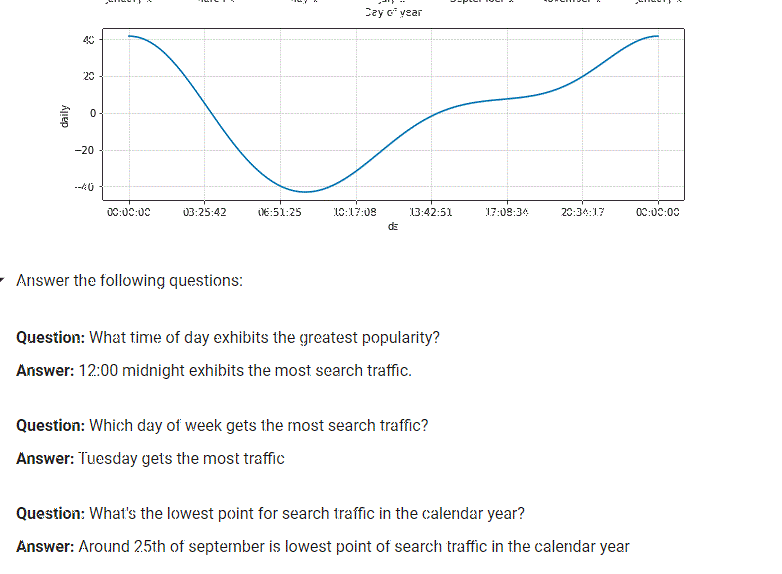 Day of year
40
20
0
−20
−40
daily
00:00:00 03:25:42 06:51:25 10:17:08 13:42:51 17:08:34 20:34:17 00:00:00
ds
Answer the following questions:
Question: What time of day exhibits the greatest popularity?
Answer: 12:00 midnight exhibits the most search traffic.
Question: Which day of week gets the most search traffic?
Answer: Tuesday gets the most traffic
Question: What's the lowest point for search traffic in the calendar year?
Answer: Around 25th of september is lowest point of search traffic in the calendar year